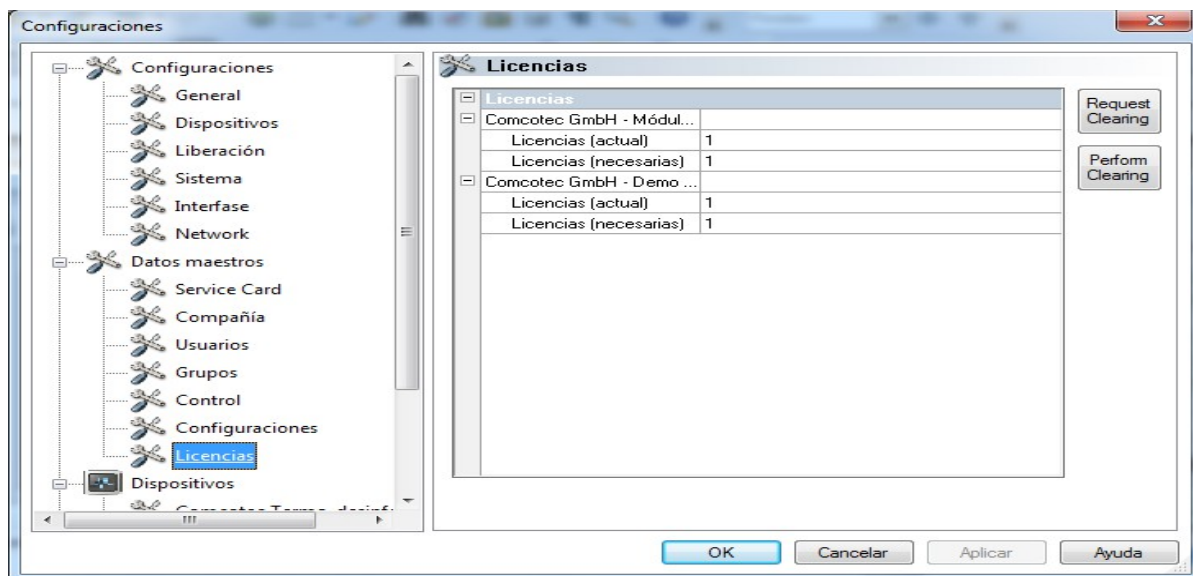 Configuraciones
Configuraciones
General
Dispositivos
Liberación
Sistema
Interfase
Network
Datos maestros
Service Card
Compañía
Usuarios
Grupos
Control
Configuraciones
Licencias
Dispositivos
Licencias
Licencias
Comcotec GmbH - Módul...
Licencias (actual) 1
Licencias (necesarias) 1
Comcotec GmbH - Demo ...
Licencias (actual) 1
Licencias (necesarias) 1
Request
Clearing
Perform
Clearing
OK
Cancelar
Aplicar
Ayuda